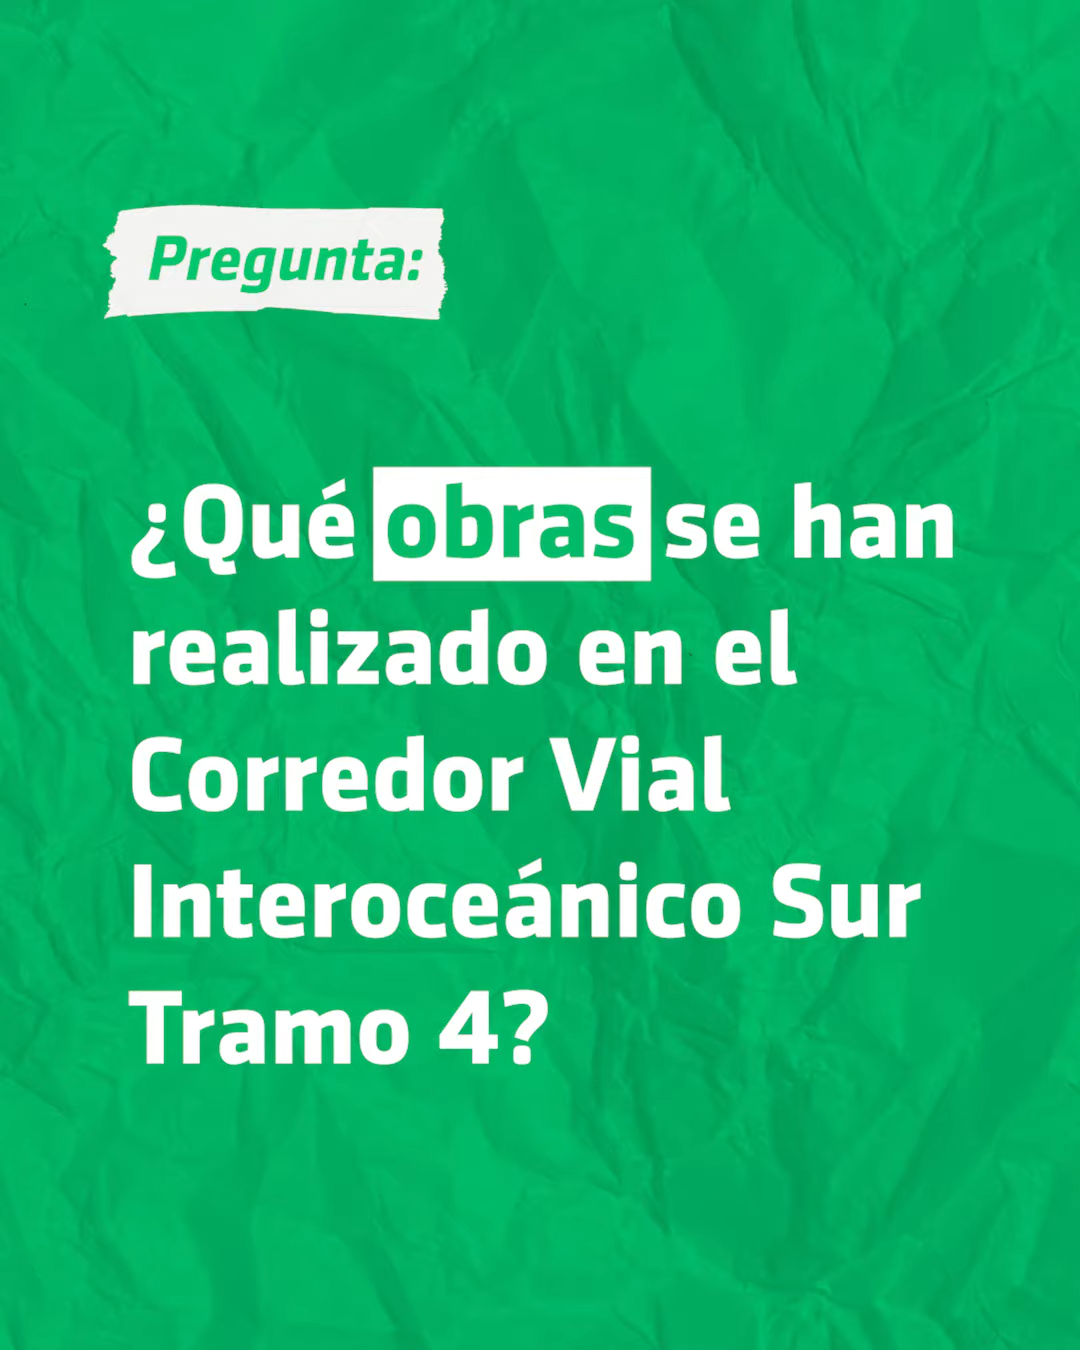 Pregunta:
¿Qué obras se han
realizado en el
Corredor Vial
Interoceánico Sur
Tramo 4?